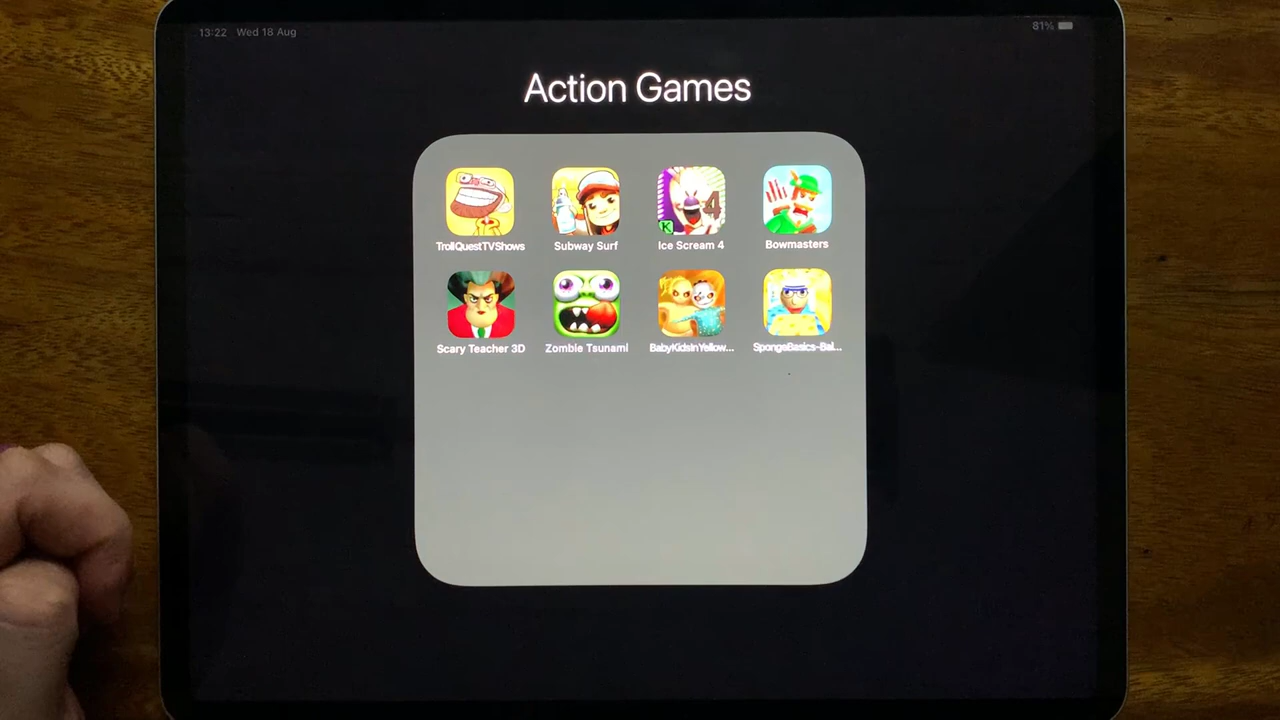 13:22 Wed 18 Aug
81%
Action Games
4
K
TrollQuestTVShows
Subway Surf
Ice Scream 4
Bowmasters
Scary Teacher 3D
Zombie Tsunami
BabyKidsInYellow...
SpongeBasics-Bal...